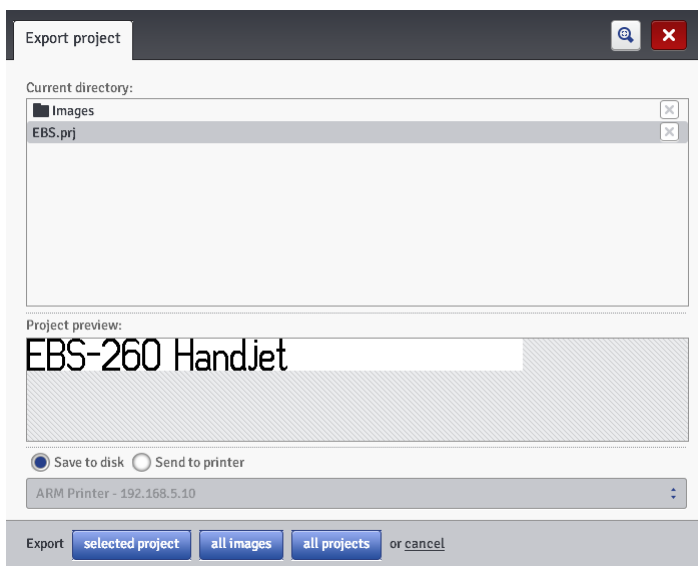 Export project
Current directory:
Images
EBS.prj
Project preview:
EBS-260 HandJet
Save to disk Send to printer
ARM Printer - 192.168.5.10
Export selected project all images all projects or cancel